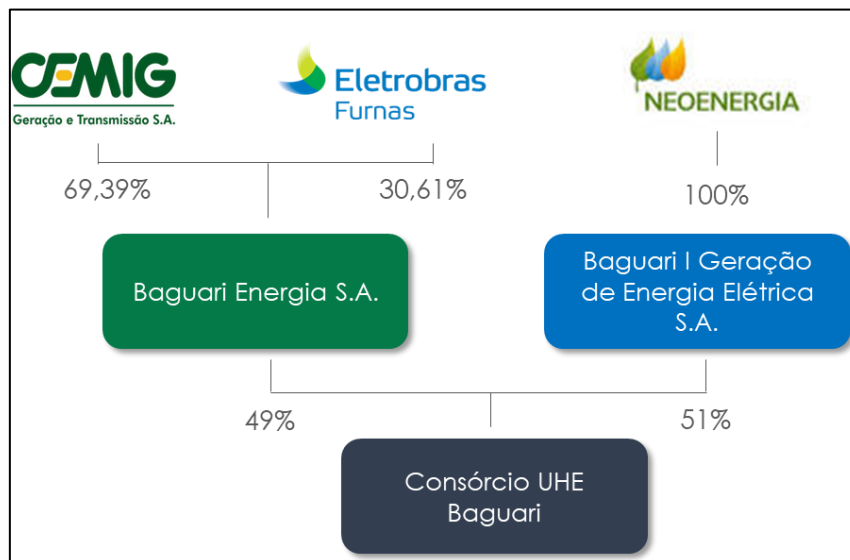 CEMIG
Geração e Transmissão S.A.
Eletrobras
Furnas
NEOENERGIA
69,39%
30,61%
100%
Baguari Energia S.A.
Baguari I Geração
de Energia Elétrica
S.A.
49%
51%
Consórcio UHE
Baguari